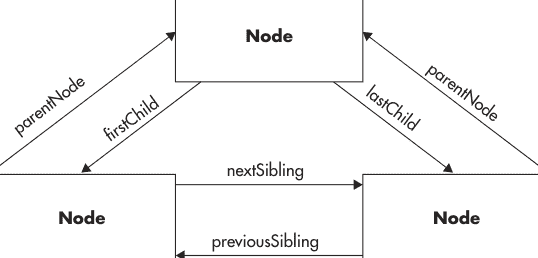 Node
parentNode
firstChild
lastChild
parentNode
nextSibling
Node
Node
previousSibling